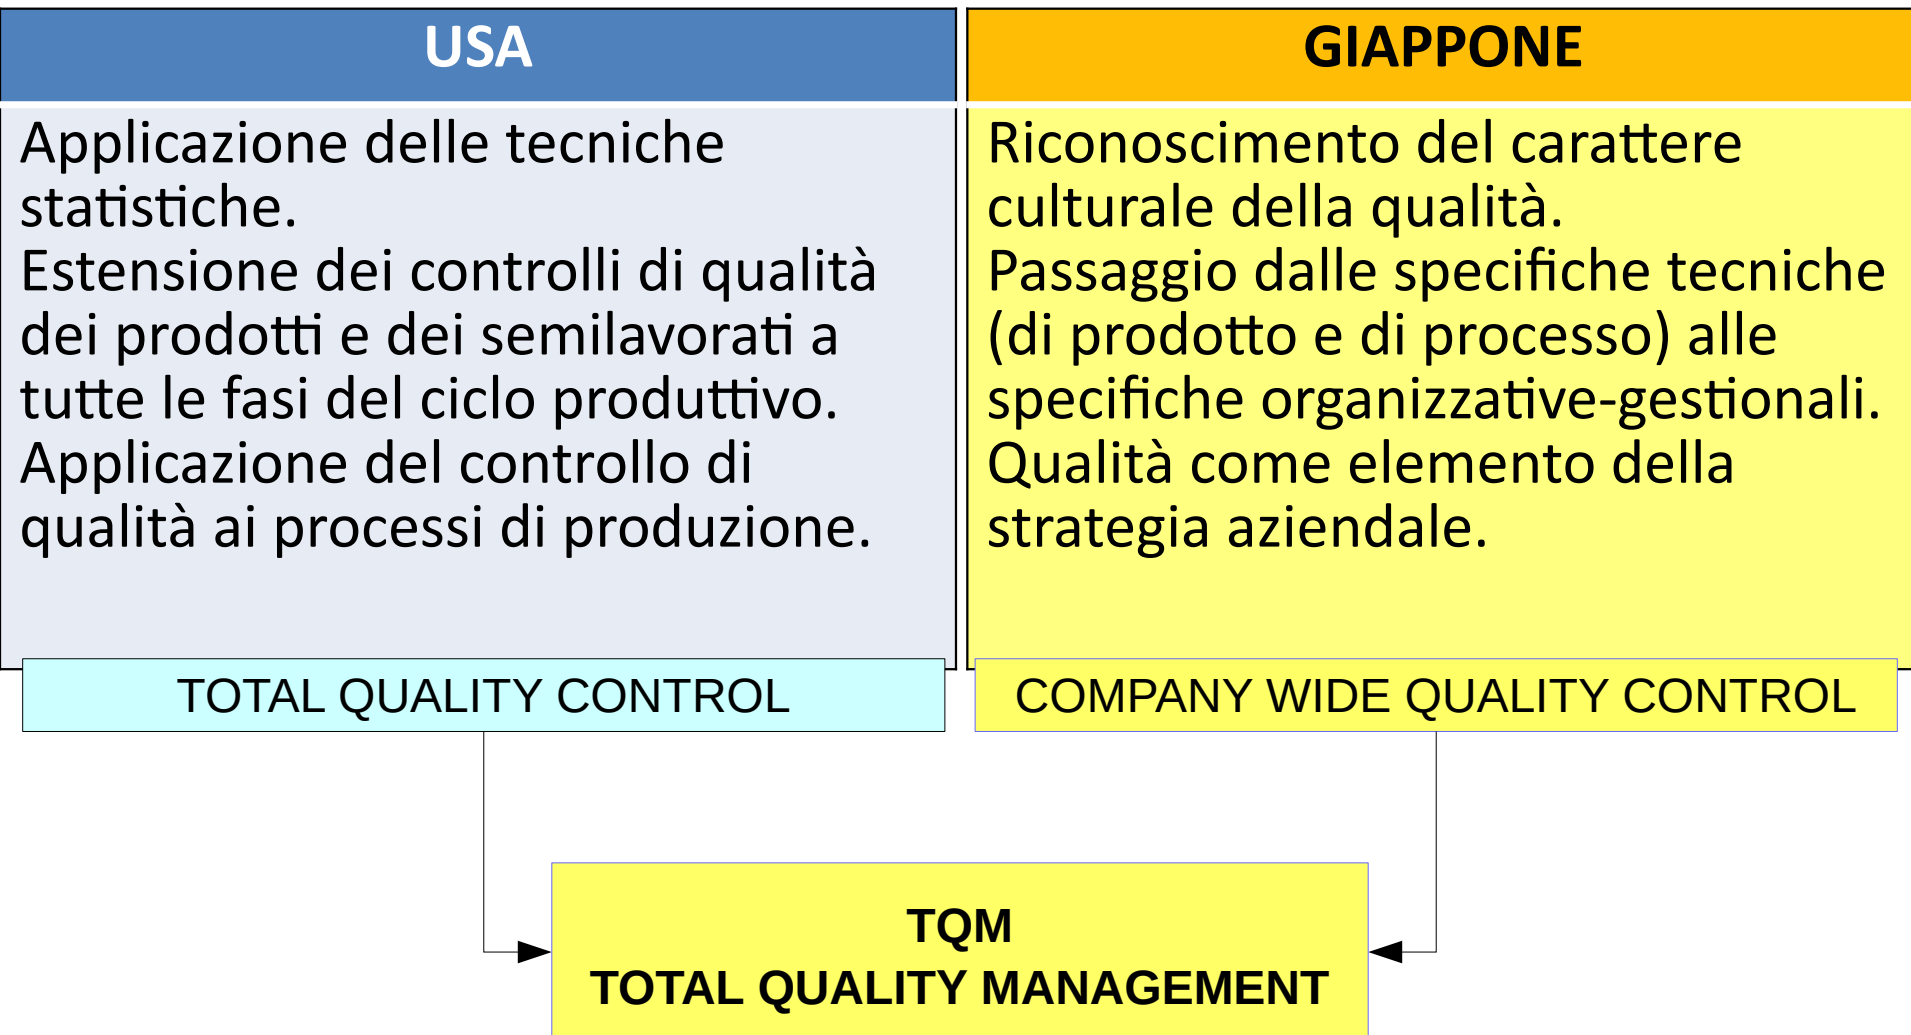 USA
Applicazione delle tecniche
statistiche.
Estensione dei controlli di qualità
dei prodotti e dei semilavorati a
tutte le fasi del ciclo produttivo.
Applicazione del controllo di
qualità ai processi di produzione.
TOTAL QUALITY CONTROL
GIAPPONE
Riconoscimento del carattere
culturale della qualità.
Passaggio dalle specifiche tecniche
(di prodotto e di processo) alle
specifiche organizzative-gestionali.
Qualità come elemento della
strategia aziendale.
COMPANY WIDE QUALITY CONTROL
TQM
TOTAL QUALITY MANAGEMENT